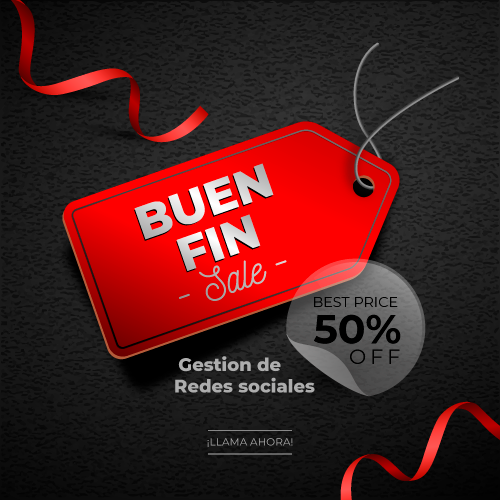 BUEN
FIN
- Sale -
BEST PRICE
50%
OFF
Gestion de
Redes sociales
¡LLAMA AHORA!